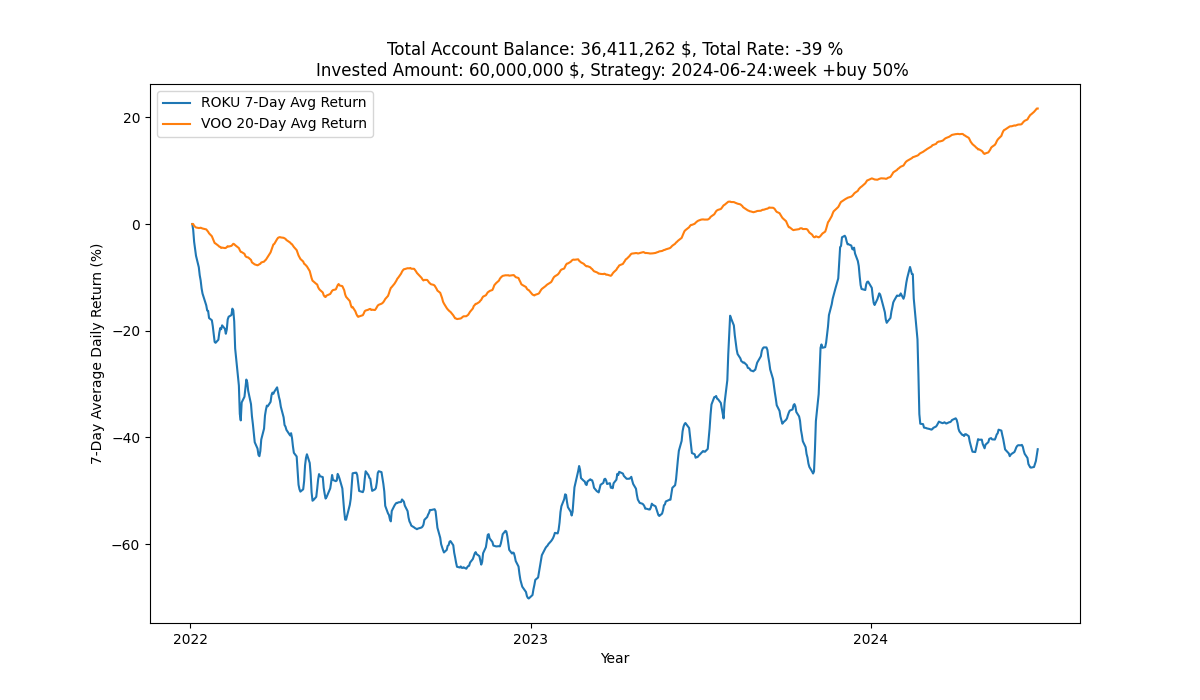 Total Account Balance: 36,411,262 $, Total Rate: -39 %
Invested Amount: 60,000,000 $, Strategy: 2024-06-24:week +buy 50%
ROKU 7-Day Avg Return
VOO 20-Day Avg Return
7-Day Average Daily Return (%)
20
0
−20
−40
−60
2022
2023
2024
Year